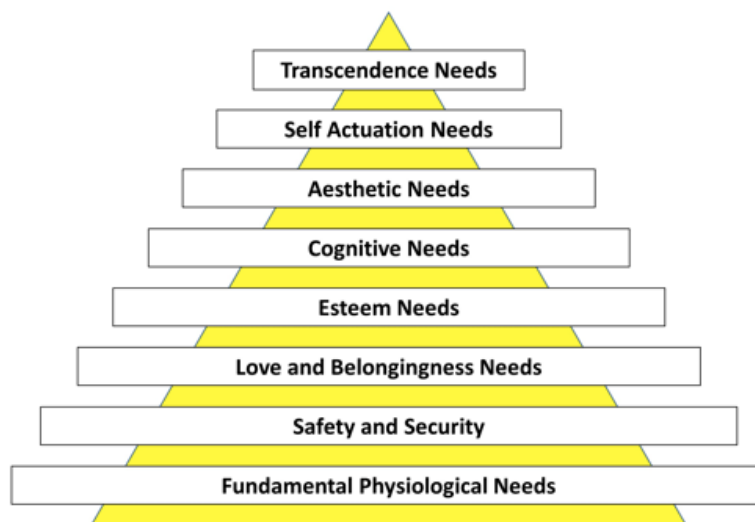 Transcendence Needs
Self Actuation Needs
Aesthetic Needs
Cognitive Needs
Esteem Needs
Love and Belongingness Needs
Safety and Security
Fundamental Physiological Needs